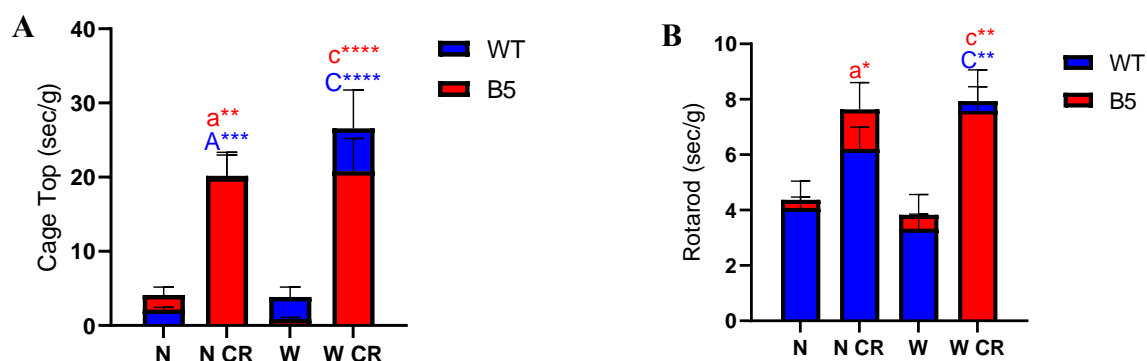 A
Cage Top (sec/g)
40
30
20
10
0
a**
A***
c****
C****
N
N CR
W
W CR
WT
B5
B
Rotarod (sec/g)
10
8
6
4
2
0
a*
c**
C**
N
N CR
W
W CR
WT
B5